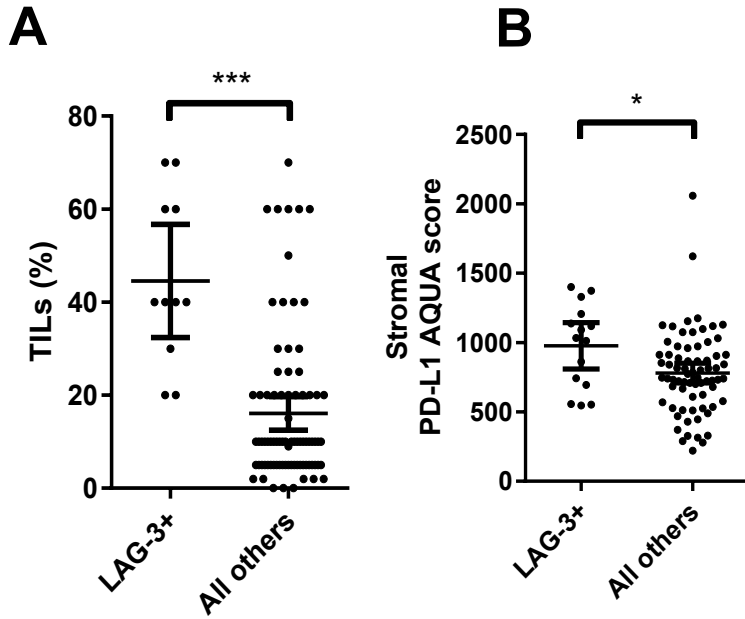 A
***
TILs (%)
80
60
40
20
0
LAG-3+
All others
B
*
Stromal
PD-L1 AQUA score
2500
2000
1500
1000
500
0
LAG-3+
All others